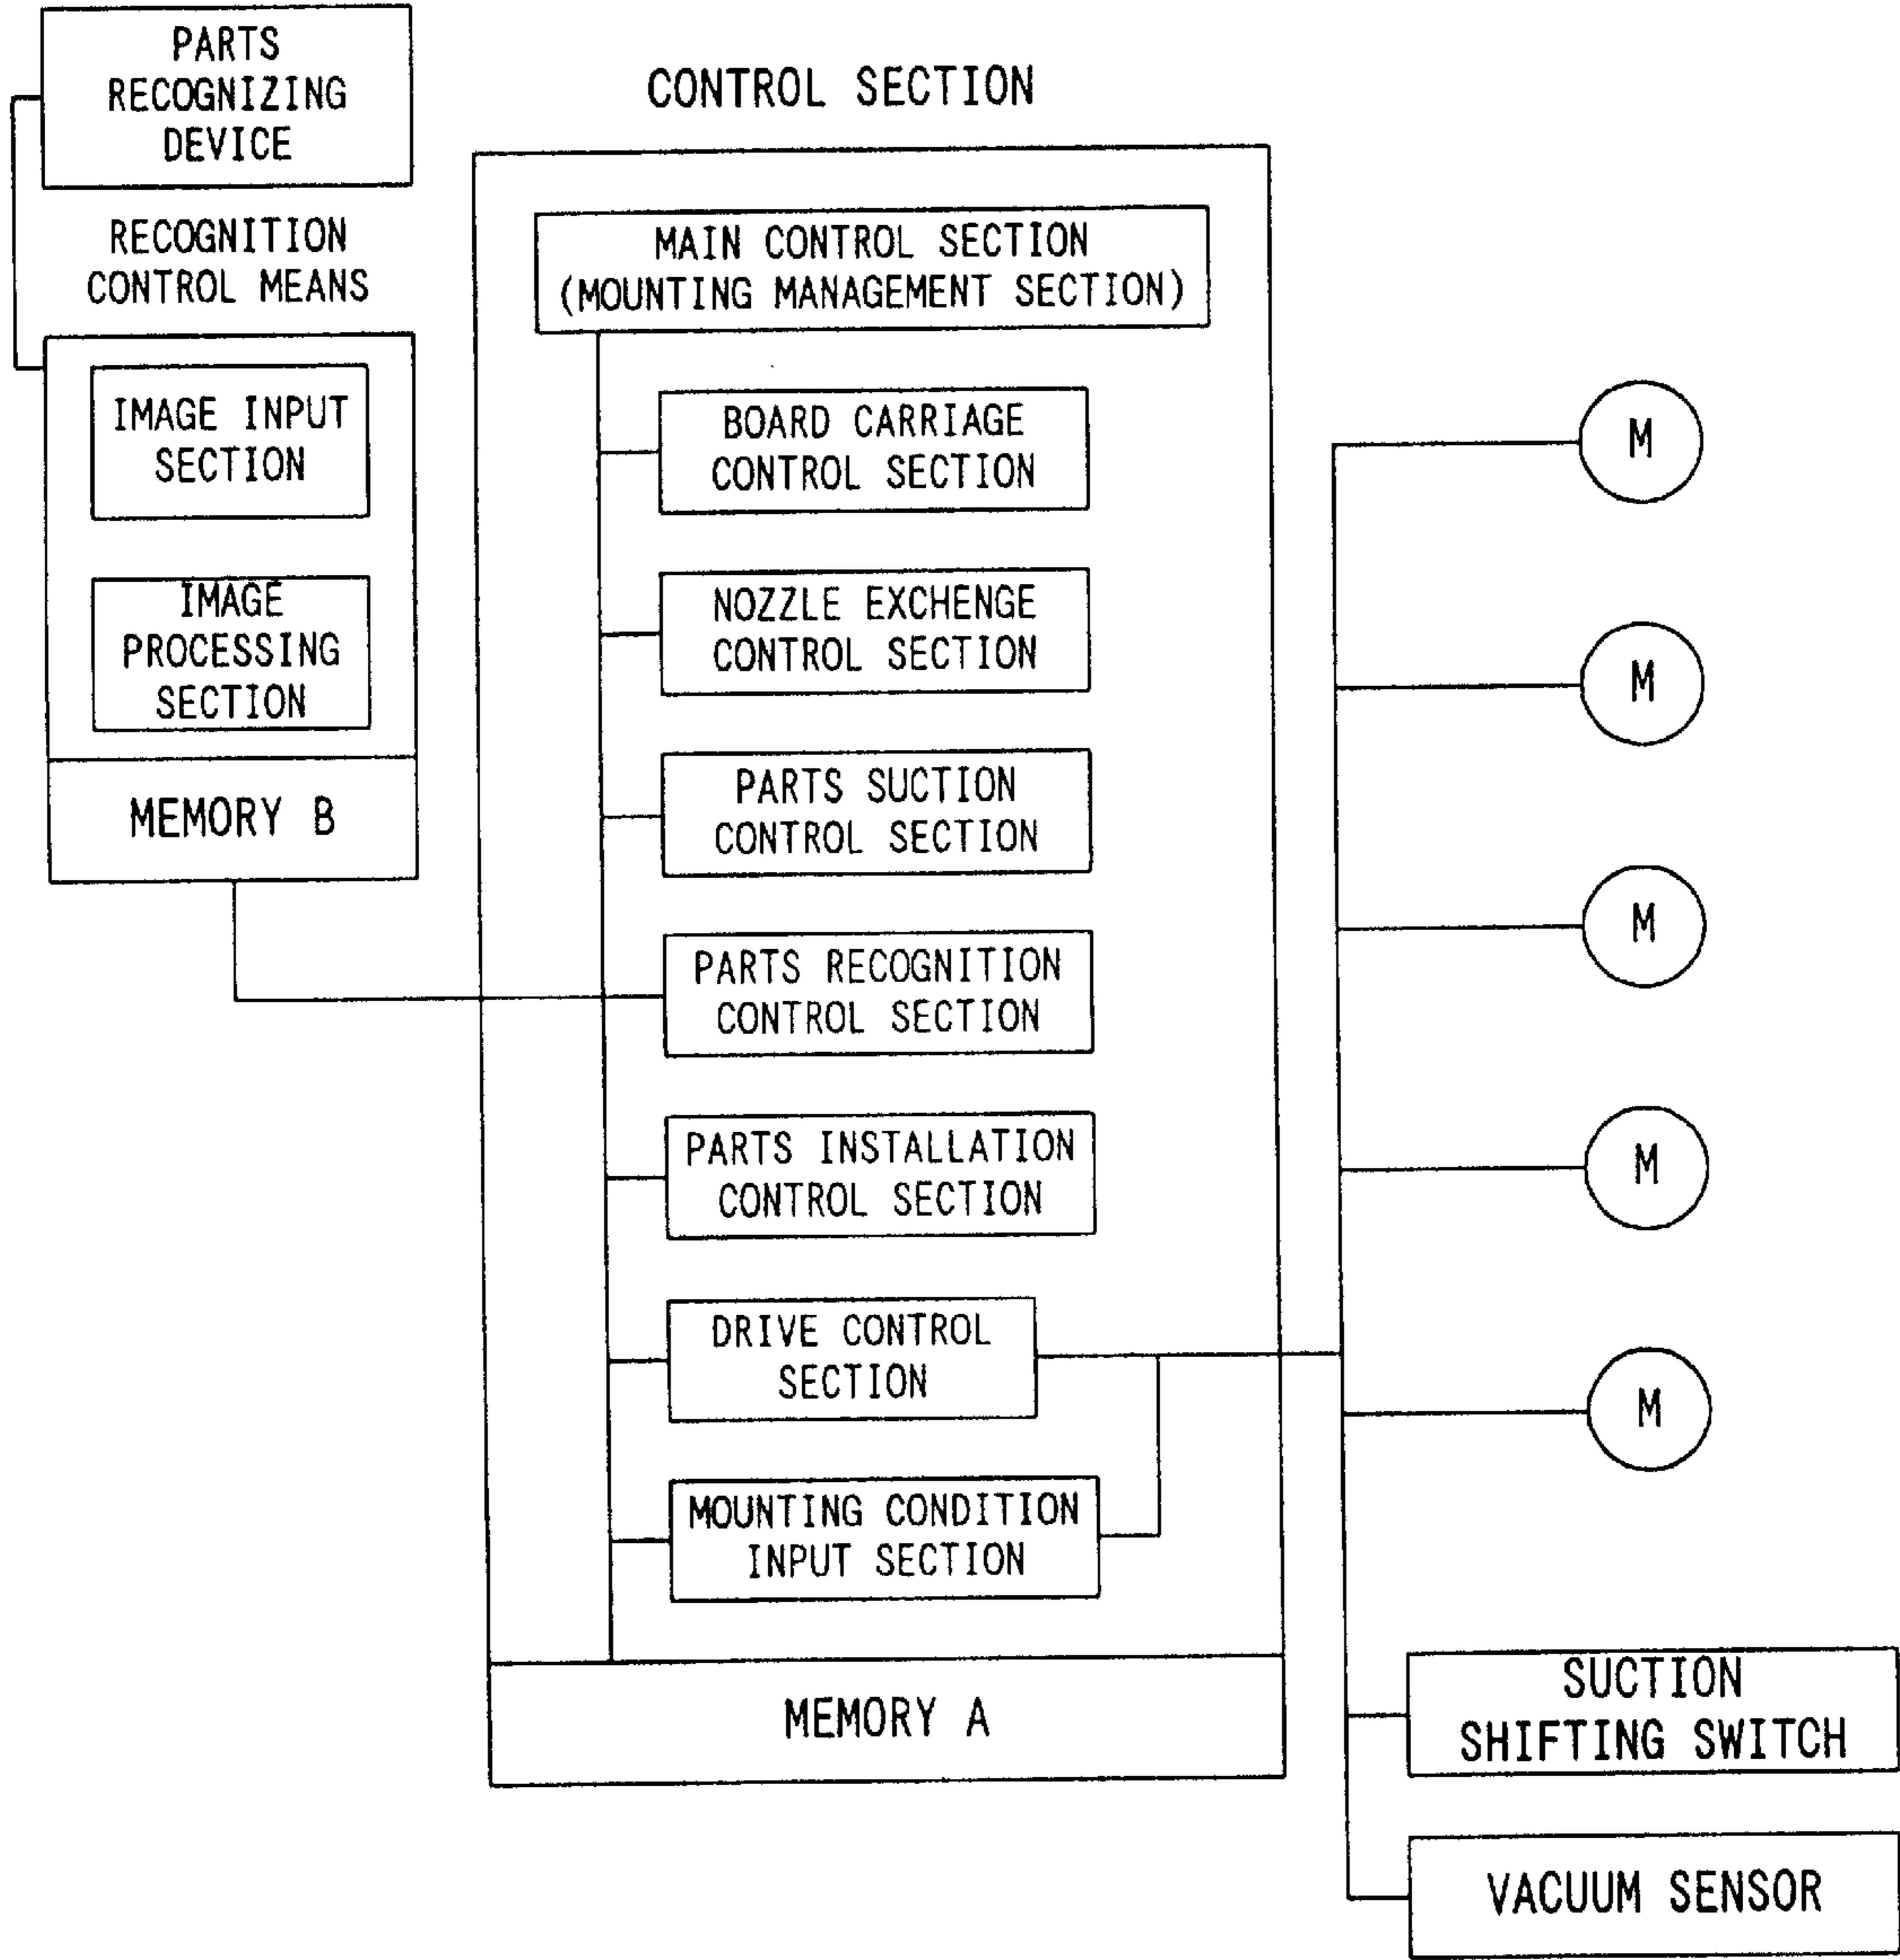 PARTS
RECOGNIZING
DEVICE
RECOGNITION
CONTROL MEANS
IMAGE INPUT
SECTION
IMAGE
PROCESSING
SECTION
MEMORY B
CONTROL SECTION
MAIN CONTROL SECTION
(MOUNTING MANAGEMENT SECTION)
BOARD CARRIAGE
CONTROL SECTION
NOZZLE EXCHENGE
CONTROL SECTION
PARTS SUCTION
CONTROL SECTION
PARTS RECOGNITION
CONTROL SECTION
PARTS INSTALLATION
CONTROL SECTION
DRIVE CONTROL
SECTION
MOUNTING CONDITION
INPUT SECTION
MEMORY A
M
M
M
M
M
SUCTION
SHIFTING SWITCH
VACUUM SENSOR